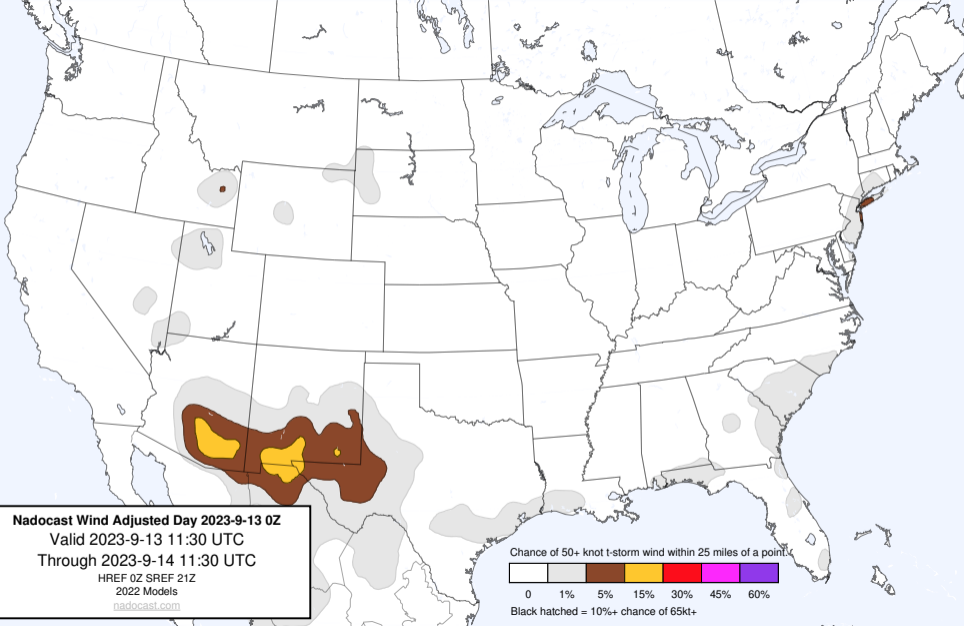 Nadocast Wind Adjusted Day 2023-9-13 0Z
Valid 2023-9-13 11:30 UTC
Through 2023-9-14 11:30 UTC
HREF 0Z SREF 21Z
2022 Models
nadocast.com
Chance of 50+ knot t-storm wind within 25 miles of a point.
0 1% 5% 15% 30% 45% 60%
Black hatched = 10%+ chance of 65kt+